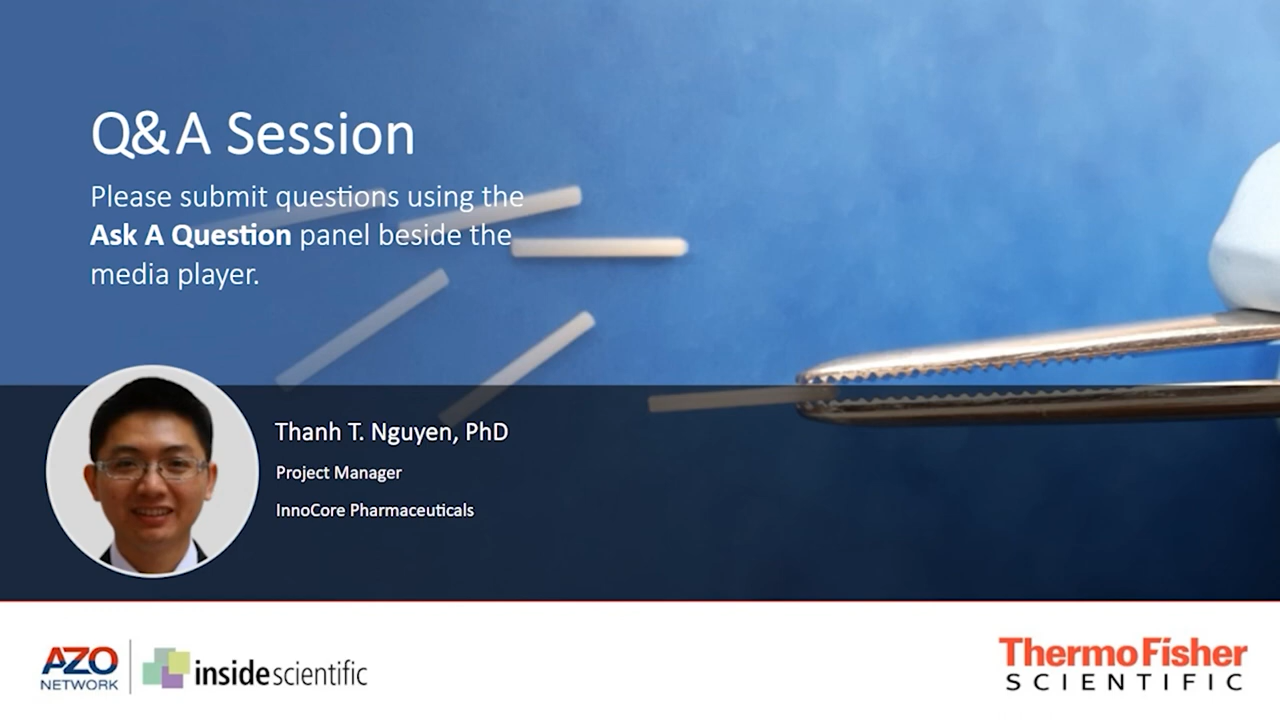 Q&A Session
Please submit questions using the
Ask A Question panel beside the
media player.
Thanh T. Nguyen, PhD
Project Manager
InnoCore Pharmaceuticals
AZO
NETWORK
insidescientific
ThermoFisher
SCIENTIFIC